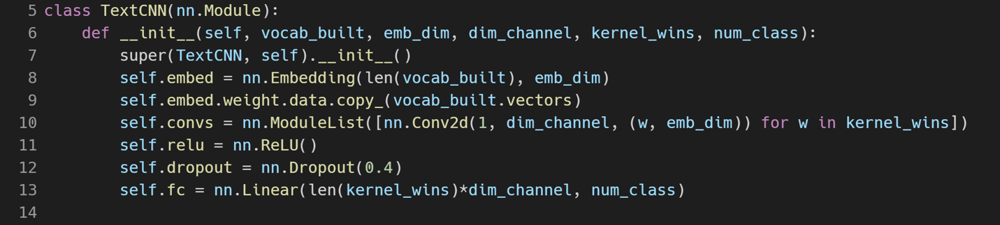 5 class TextCNN(nn.Module):
6     def __init__(self, vocab_built, emb_dim, dim_channel, kernel_wins, num_class):
7         super(TextCNN, self).__init__()
8         self.embed = nn.Embedding(len(vocab_built), emb_dim)
9         self.embed.weight.data.copy_(vocab_built.vectors)
10         self.convs = nn.ModuleList([nn.Conv2d(1, dim_channel, (w, emb_dim)) for w in kernel_wins])
11         self.relu = nn.ReLU()
12         self.dropout = nn.Dropout(0.4)
13         self.fc = nn.Linear(len(kernel_wins)*dim_channel, num_class)
14